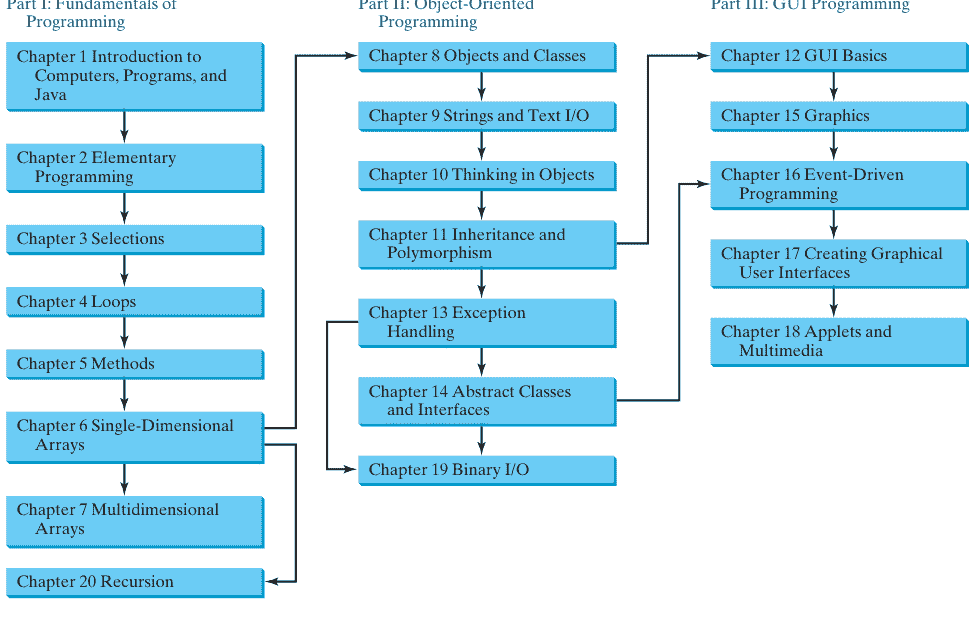 Part I: Fundamentals of
Programming
Chapter 1 Introduction to
Computers, Programs, and
Java
Chapter 2 Elementary
Programming
Chapter 3 Selections
Chapter 4 Loops
Chapter 5 Methods
Chapter 6 Single-Dimensional
Arrays
Chapter 7 Multidimensional
Arrays
Chapter 20 Recursion
Part II: Object-Oriented
Programming
Chapter 8 Objects and Classes
Chapter 9 Strings and Text I/O
Chapter 10 Thinking in Objects
Chapter 11 Inheritance and
Polymorphism
Chapter 13 Exception
Handling
Chapter 14 Abstract Classes
and Interfaces
Chapter 19 Binary I/O
Part III: GUI Programming
Chapter 12 GUI Basics
Chapter 15 Graphics
Chapter 16 Event-Driven
Programming
Chapter 17 Creating Graphical
User Interfaces
Chapter 18 Applets and
Multimedia